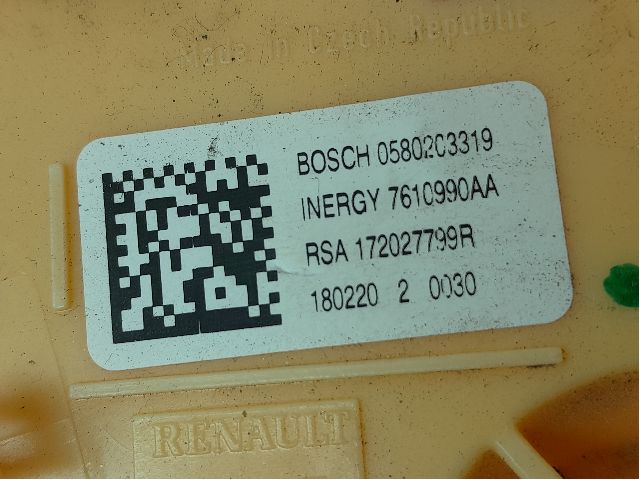 Made in Czech Republic
BOSCH 0580203319
INERGY 7610990AA
RSA 172027799R
180220 2 0030
RENAULT